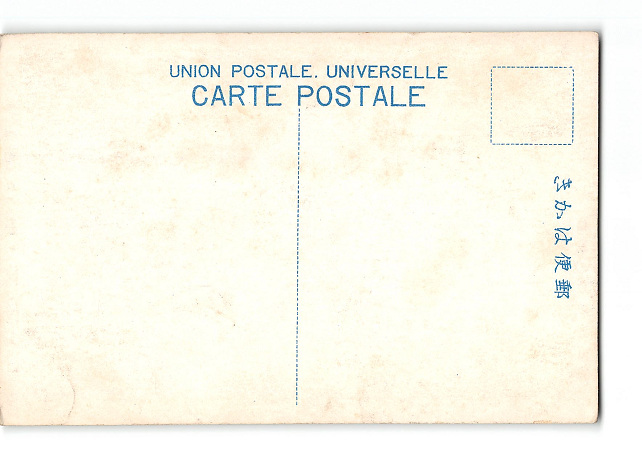 UNION POSTALE. UNIVERSELLE
CARTE POSTALE
きかは便郵